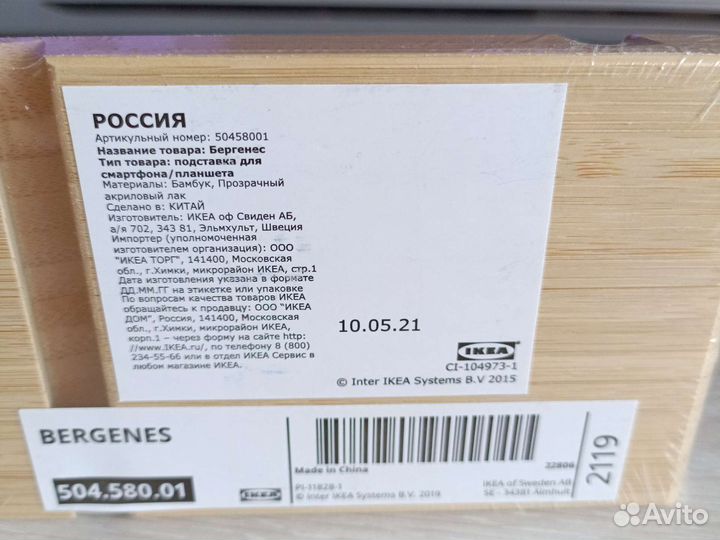 РОССИЯ
Артикульный номер: 50458001
Название товара: Бергенес
Тип товара: подставка для
смартфона/планшета
Материалы: Бамбук, Прозрачный
акриловый лак
Сделано в: КИТАЙ
Изготовитель: ИКЕА оф Свиден АБ,
а/я 702, 343 81, Эльмхульт, Швеция
Импортер (уполномоченная
изготовителем организация): ООО
"ИКЕА ТОРГ", 141400, Московская
обл., г.Химки, микрорайон ИКЕА, стр.1
Дата изготовления указана в формате
ДД.ММ.ГГ на этикетке или упаковке
По вопросам качества товаров ИКЕА
обращайтесь к продавцу: ООО "ИКЕА
ДОМ", Россия, 141400, Московская
обл., г.Химки, микрорайон ИКЕА,
корп.1 – через форму на сайте http:
//www.IKEA.ru/, по телефону 8 (800)
234-55-66 или в отдел ИКЕА Сервис в
любом магазине ИКЕА.
10.05.21
IKEA
CI-104973-1
© Inter IKEA Systems B.V 2015
BERGENES
504.580.01
IKEA
Made in China
22806
PI-11828-1
© Inter IKEA Systems B.V. 2019
IKEA of Sweden AB
SE - 34381 Älmhult
2119
Avito